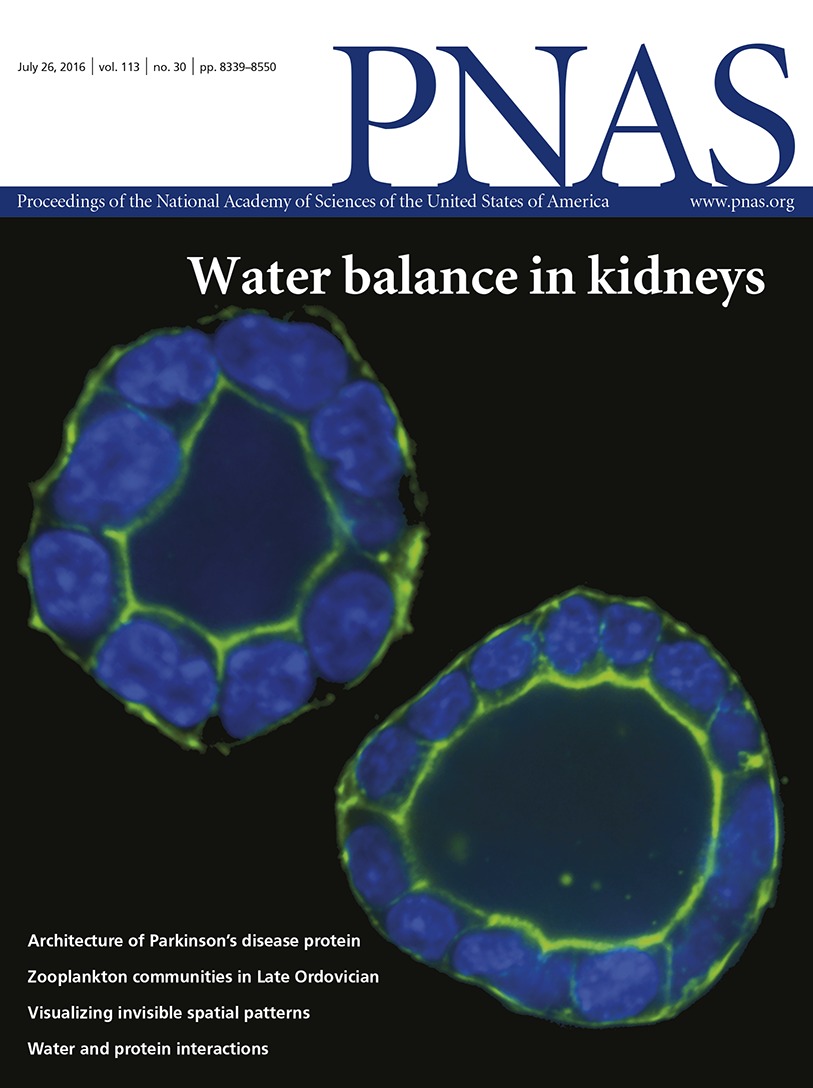 July 26, 2016 | vol. 113 | no. 30 | pp. 8339–8550
PNAS
Proceedings of the National Academy of Sciences of the United States of America www.pnas.org
Water balance in kidneys
Architecture of Parkinson’s disease protein
Zooplankton communities in Late Ordovician
Visualizing invisible spatial patterns
Water and protein interactions